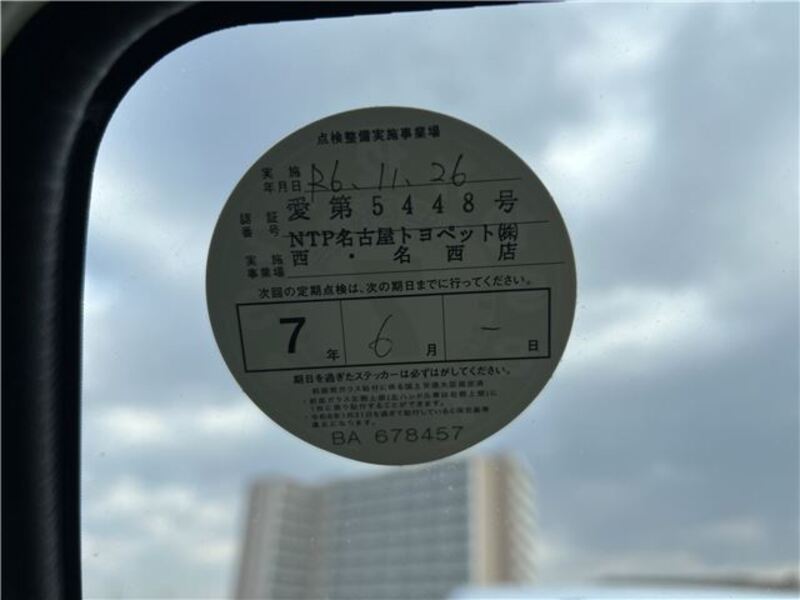 点検整備実施事業場
実施年月日 R6.11.26
認証番号 愛第5448号
NTP名古屋トヨペット㈱
実施事業場 西・名西店
次回の定期点検は、次の期日までに行ってください。
7年 6月 -日
期日を過ぎたステッカーは必ずはがしてください。
BA 678457